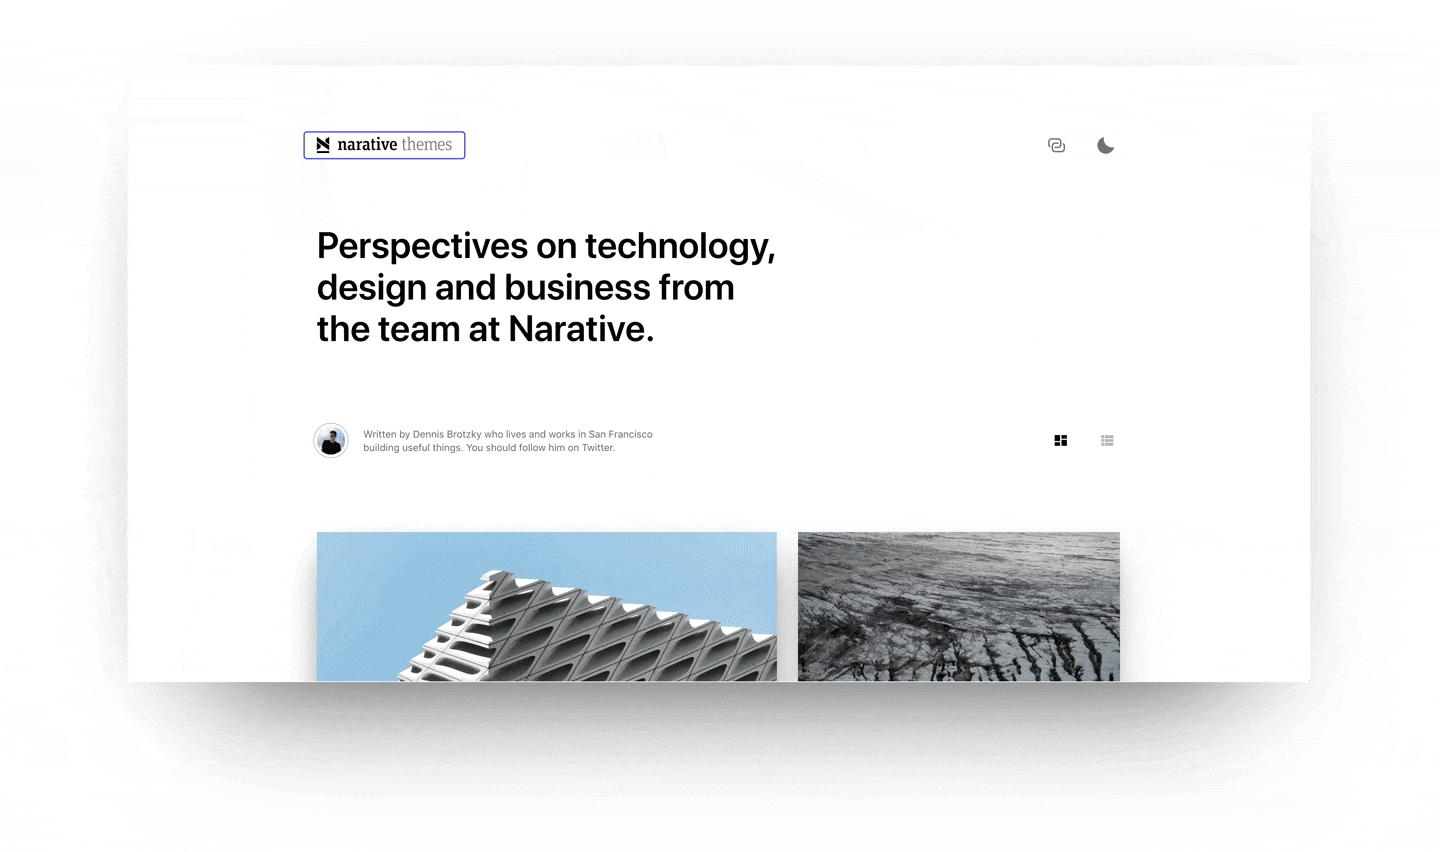 narative themes
Perspectives on technology,
design and business from
the team at Narative.
Written by Dennis Brotzky who lives and works in San Francisco
building useful things. You should follow him on Twitter.